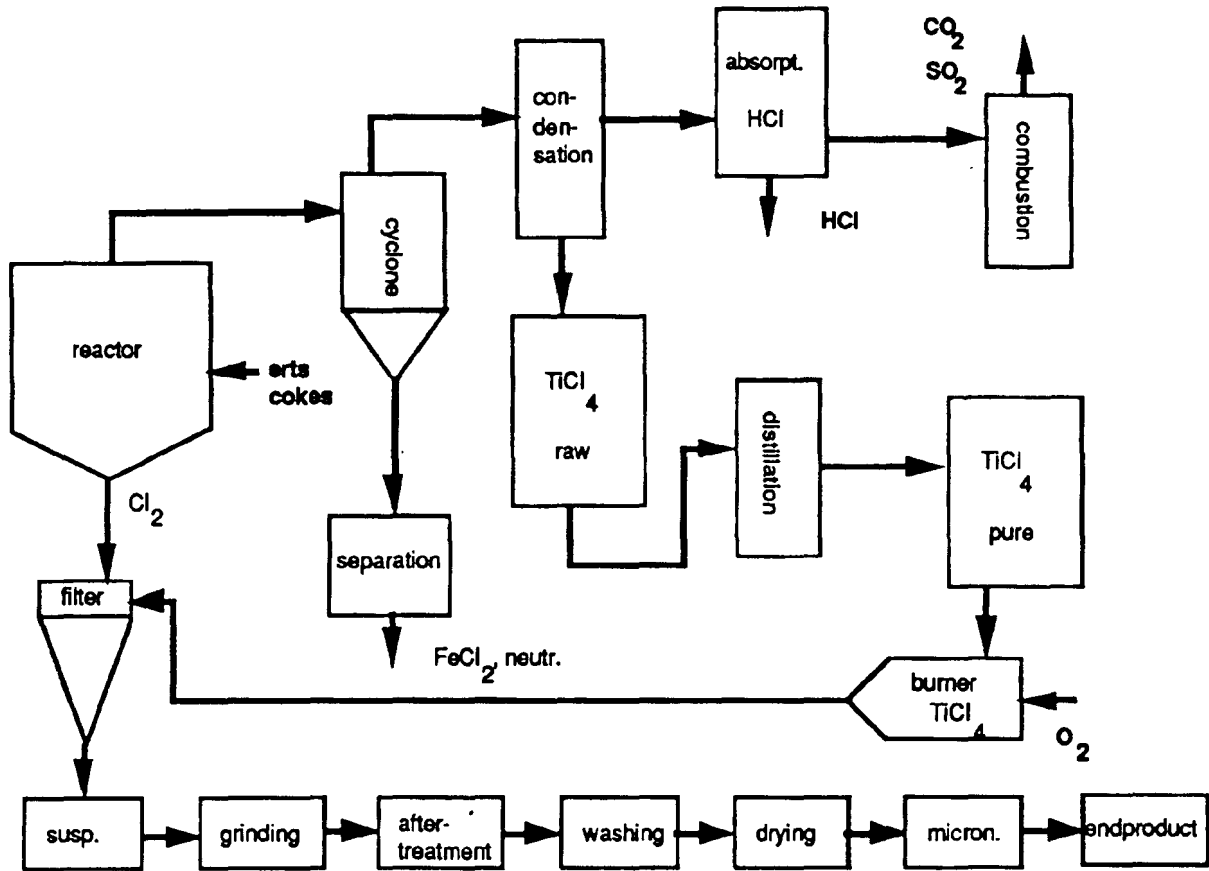 CO2
SO2
absorpt.
HCl
con-
den-
sation
combustion
HCl
cyclone
reactor
erts
cokes
TiCl4
raw
distillation
TiCl4
pure
Cl2
separation
filter
FeCl2, neutr.
burner
TiCl4
O2
susp.
grinding
after-
treatment
washing
drying
micron.
endproduct